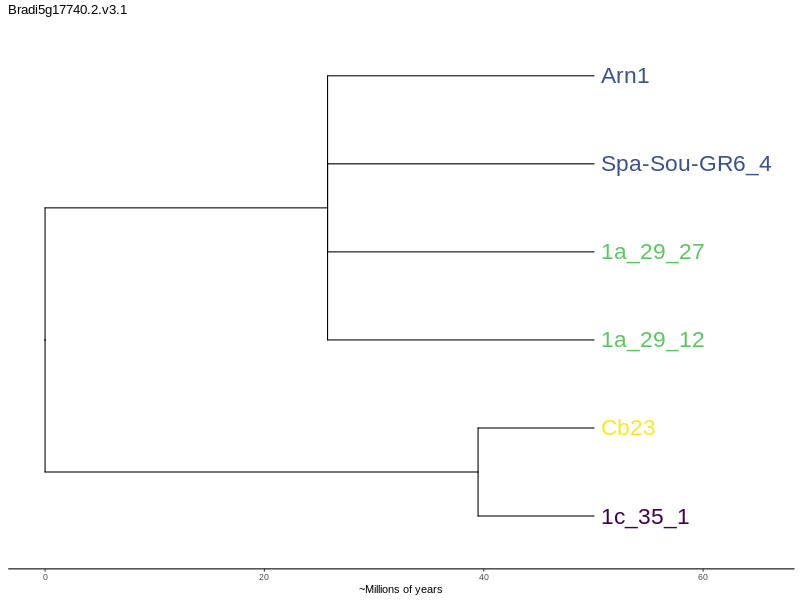 Bradi5g17740.2.v3.1
Arn1
Spa-Sou-GR6_4
1a_29_27
1a_29_12
Cb23
1c_35_1
0 20 40 60
~Millions of years